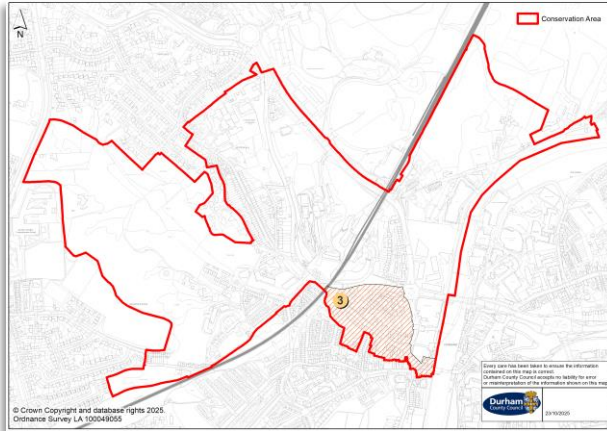 N
Conservation Area
3
Every care has been taken to ensure the information
contained on this map is correct.
Durham County Council accepts no liability for error
or misinterpretation of the information shown on this map
Durham
County Council
23/10/2025
© Crown Copyright and database rights 2025.
Ordnance Survey LA 100049055